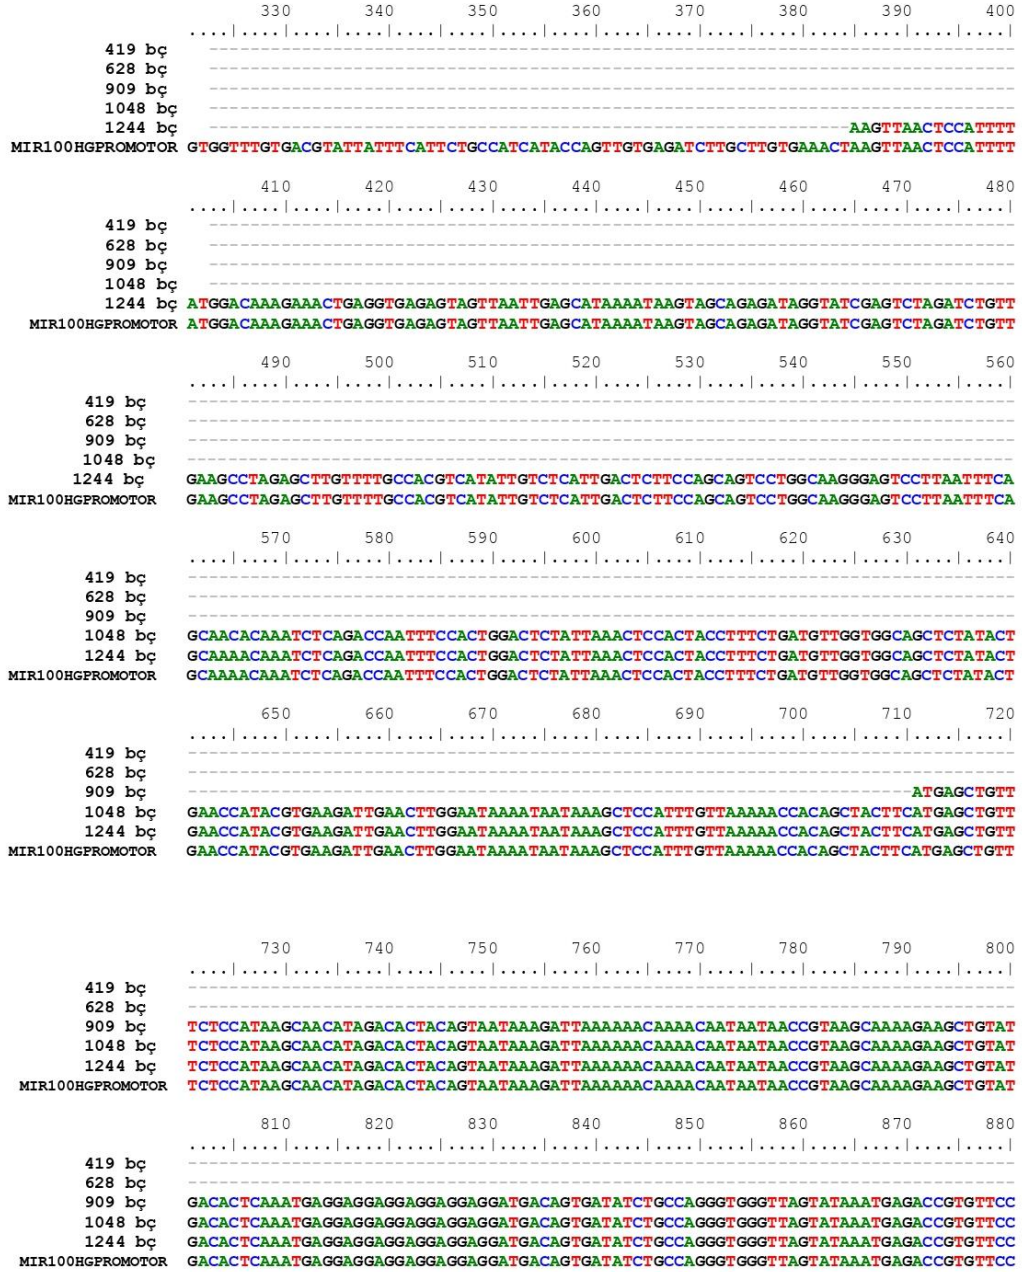 330 340 350 360 370 380 390 400
....|....|....|....|....|....|....|....|....|....|....|....|....|....|....|....|
419 bç --------------------------------------------------------------------------------
628 bç --------------------------------------------------------------------------------
909 bç --------------------------------------------------------------------------------
1048 bç --------------------------------------------------------------------------------
1244 bç ----------------------------------------------------------------AAGTTAACTCCATTTT
MIR100HGPROMOTOR GTGGTTTGTGACGTATTATTTCATTCTGCCATCATACCAGTTGTGAGATCTTGCTTGTGAAACTAAGTTAACTCCATTTT
410 420 430 440 450 460 470 480
....|....|....|....|....|....|....|....|....|....|....|....|....|....|....|....|
419 bç --------------------------------------------------------------------------------
628 bç --------------------------------------------------------------------------------
909 bç --------------------------------------------------------------------------------
1048 bç --------------------------------------------------------------------------------
1244 bç ATGGACAAAGAAACTGAGGTGAGAGTAGTTAATTGAGCATAAAATAAGTAGCAGAGATAGGTATCGAGTCTAGATCTGTT
MIR100HGPROMOTOR ATGGACAAAGAAACTGAGGTGAGAGTAGTTAATTGAGCATAAAATAAGTAGCAGAGATAGGTATCGAGTCTAGATCTGTT
490 500 510 520 530 540 550 560
....|....|....|....|....|....|....|....|....|....|....|....|....|....|....|....|
419 bç --------------------------------------------------------------------------------
628 bç --------------------------------------------------------------------------------
909 bç --------------------------------------------------------------------------------
1048 bç --------------------------------------------------------------------------------
1244 bç GAAGCCTAGAGCTTGTTTTGCCACGTCATATTGTCTCATTGACTCTTCCAGCAGTCCTGGCAAGGGAGTCCTTAATTTCA
MIR100HGPROMOTOR GAAGCCTAGAGCTTGTTTTGCCACGTCATATTGTCTCATTGACTCTTCCAGCAGTCCTGGCAAGGGAGTCCTTAATTTCA
570 580 590 600 610 620 630 640
....|....|....|....|....|....|....|....|....|....|....|....|....|....|....|....|
419 bç --------------------------------------------------------------------------------
628 bç --------------------------------------------------------------------------------
909 bç --------------------------------------------------------------------------------
1048 bç GCAACACAAATCTCAGACCAATTTCCACTGGACTCTATTAAACTCCACTACCTTTCTGATGTTGGTGGCAGCTCTATACT
1244 bç GCAAAACAAATCTCAGACCAATTTCCACTGGACTCTATTAAACTCCACTACCTTTCTGATGTTGGTGGCAGCTCTATACT
MIR100HGPROMOTOR GCAAAACAAATCTCAGACCAATTTCCACTGGACTCTATTAAACTCCACTACCTTTCTGATGTTGGTGGCAGCTCTATACT
650 660 670 680 690 700 710 720
....|....|....|....|....|....|....|....|....|....|....|....|....|....|....|....|
419 bç --------------------------------------------------------------------------------
628 bç --------------------------------------------------------------------------------
909 bç ----------------------------------------------------------------------ATGAGCTGTT
1048 bç GAACCATACGTGAAGATTGAACTTGGAATAAAATAATAAAGCTCCATTTGTTAAAAACCACAGCTACTTCATGAGCTGTT
1244 bç GAACCATACGTGAAGATTGAACTTGGAATAAAATAATAAAGCTCCATTTGTTAAAAACCACAGCTACTTCATGAGCTGTT
MIR100HGPROMOTOR GAACCATACGTGAAGATTGAACTTGGAATAAAATAATAAAGCTCCATTTGTTAAAAACCACAGCTACTTCATGAGCTGTT
730 740 750 760 770 780 790 800
....|....|....|....|....|....|....|....|....|....|....|....|....|....|....|....|
419 bç --------------------------------------------------------------------------------
628 bç --------------------------------------------------------------------------------
909 bç TCTCCATAAGCAACATAGACACTACAGTAATAAAGATTAAAAAACAAAACAATAATAACCGTAAGCAAAAGAAGCTGTAT
1048 bç TCTCCATAAGCAACATAGACACTACAGTAATAAAGATTAAAAAACAAAACAATAATAACCGTAAGCAAAAGAAGCTGTAT
1244 bç TCTCCATAAGCAACATAGACACTACAGTAATAAAGATTAAAAAACAAAACAATAATAACCGTAAGCAAAAGAAGCTGTAT
MIR100HGPROMOTOR TCTCCATAAGCAACATAGACACTACAGTAATAAAGATTAAAAAACAAAACAATAATAACCGTAAGCAAAAGAAGCTGTAT
810 820 830 840 850 860 870 880
....|....|....|....|....|....|....|....|....|....|....|....|....|....|....|....|
419 bç --------------------------------------------------------------------------------
628 bç --------------------------------------------------------------------------------
909 bç GACACTCAAATGAGGAGGAGGAGGAGGAGGATGACAGTGATATCTGCCAGGGTGGGTTAGTATAAATGAGACCGTGTTCC
1048 bç GACACTCAAATGAGGAGGAGGAGGAGGAGGATGACAGTGATATCTGCCAGGGTGGGTTAGTATAAATGAGACCGTGTTCC
1244 bç GACACTCAAATGAGGAGGAGGAGGAGGAGGATGACAGTGATATCTGCCAGGGTGGGTTAGTATAAATGAGACCGTGTTCC
MIR100HGPROMOTOR GACACTCAAATGAGGAGGAGGAGGAGGAGGATGACAGTGATATCTGCCAGGGTGGGTTAGTATAAATGAGACCGTGTTCC